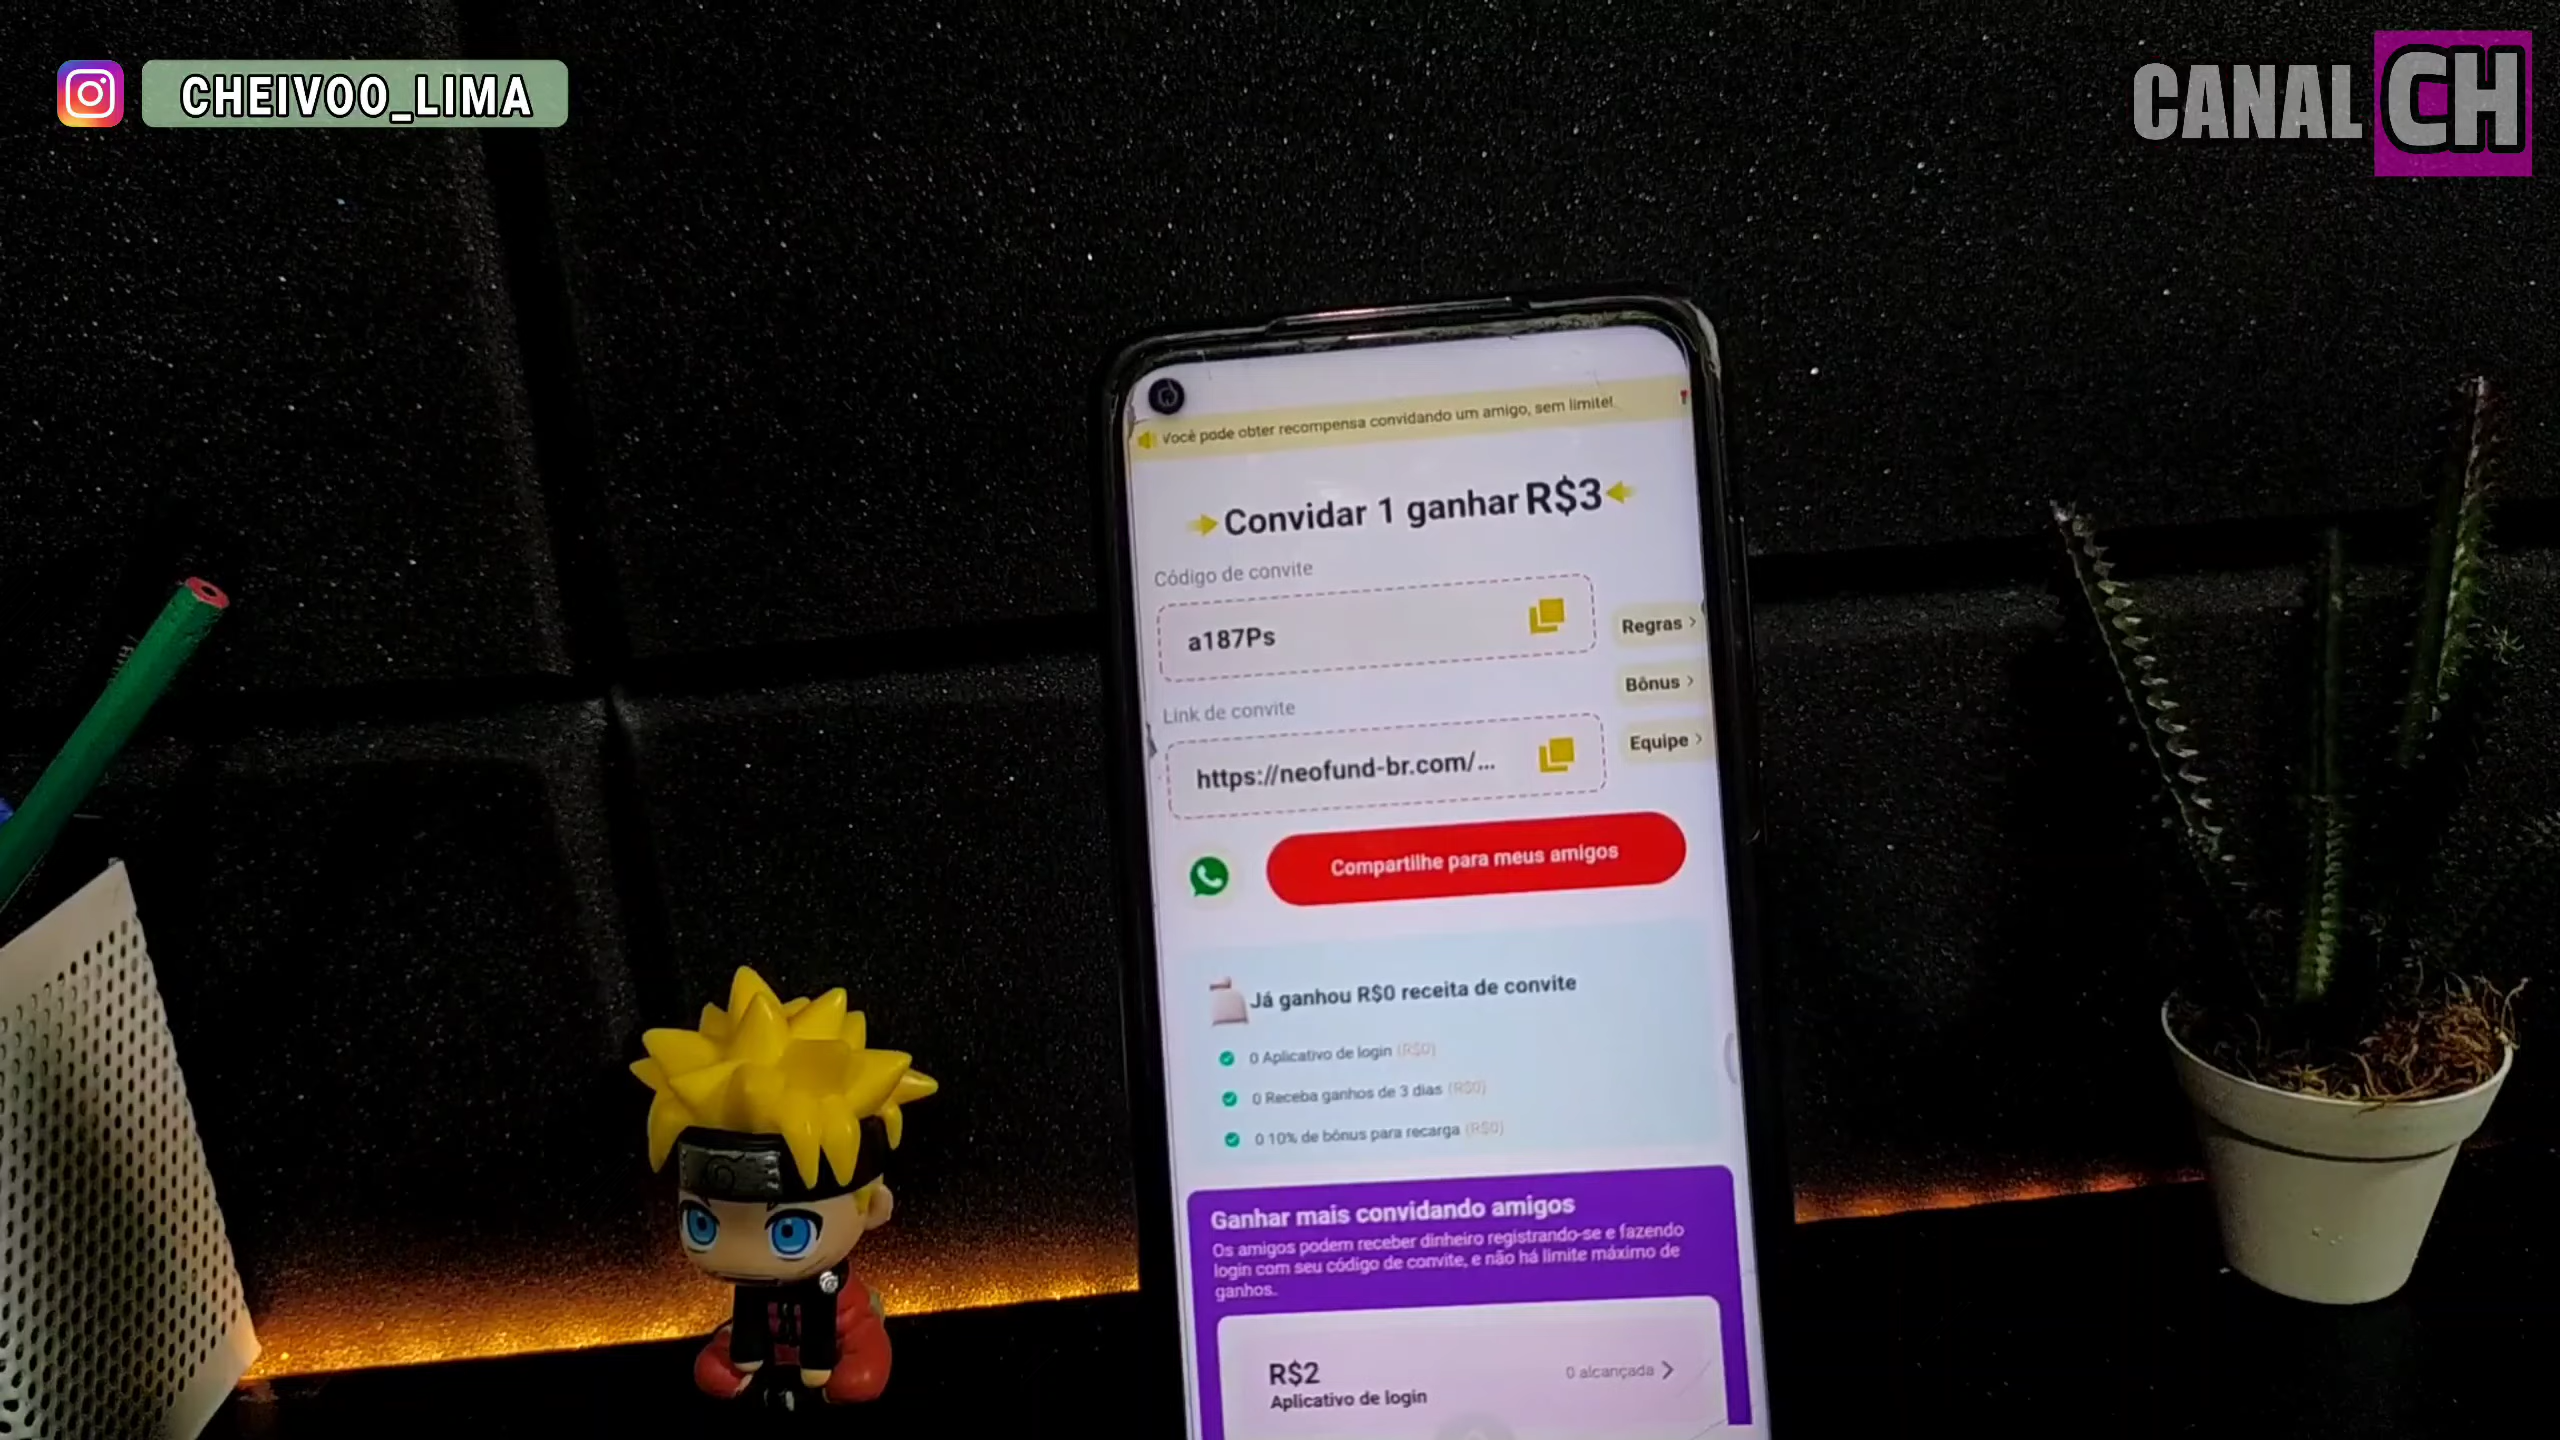 CHEIVOO_LIMA
CANAL CH
Você pode obter recompensa convidando um amigo, sem limite!
Convidar 1 ganhar R$3
Código de convite
a187Ps
Regras >
Bônus >
Link de convite
https://neofund-br.com/...
Equipe >
Compartilhe para meus amigos
Já ganhou R$0 receita de convite
0 Aplicativo de login (R$0)
0 Receba ganhos de 3 dias (R$0)
0 10% de bônus para recarga (R$0)
Ganhar mais convidando amigos
Os amigos podem receber dinheiro registrando-se e fazendo
login com seu código de convite, e não há limite máximo de
ganhos.
R$2
0 alcançada >
Aplicativo de login